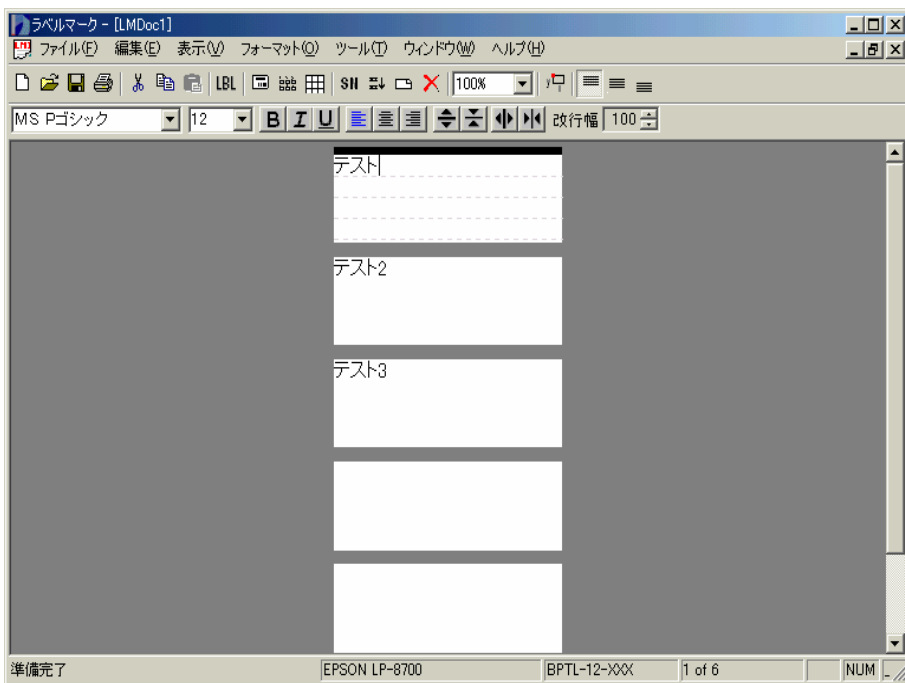 ラベルマーク - [LMDoc1]
ファイル(F) 編集(E) 表示(V) フォーマット(O) ツール(T) ウィンドウ(W) ヘルプ(H)
LBL SN 100%
MS Pゴシック 12 B I U 改行幅 100
テスト
テスト2
テスト3
準備完了 EPSON LP-8700 BPTL-12-XXX 1 of 6 NUM